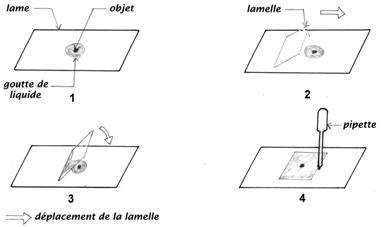 lame
objet
goutte de
liquide
1
lamelle
2
3
pipette
4
déplacement de la lamelle